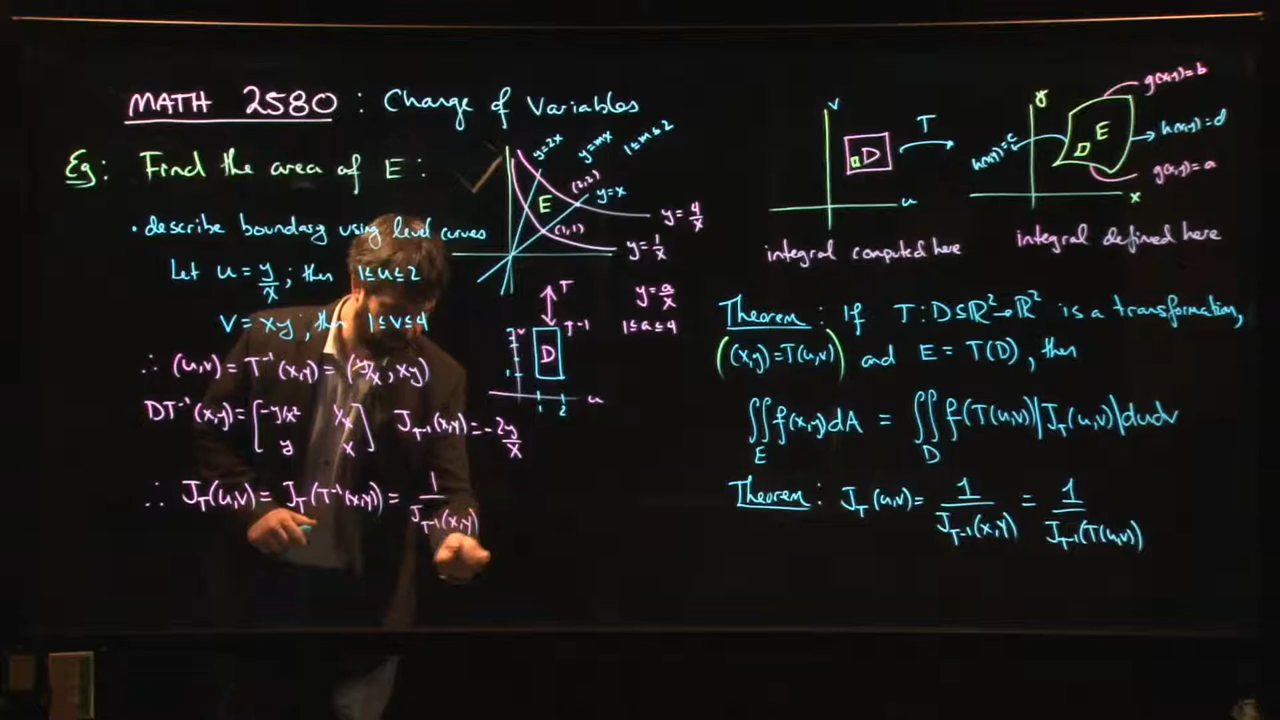 MATH 2580 : Change of Variables
Eg: Find the area of E :
• describe boundary using level curves
Let u = y/x ; then 1≤u≤2
v = xy ; then 1≤v≤4
∴ (u,v) = T⁻¹(x,y) = (y/x, xy)
DT⁻¹(x,y) = [-y/x² 1/x
y x]
J_T⁻¹(x,y) = -2y/x
∴ J_T(u,v) = J_T(T⁻¹(x,y)) = 1/J_T⁻¹(x,y)
y=2x
y=mx
1≤m≤2
(2,2)
y=x
E
(1,1)
y = 4/x
y = 1/x
y = a/x
1≤a≤4
T
T⁻¹
v
D
1
1 2
u
v
D
u
T
y
E
x
g(x,y)=b
h(x,y)=d
h(x,y)=c
g(x,y)=a
integral computed here
integral defined here
Theorem : If T : D⊆ℝ²→ℝ² is a transformation,
((x,y)=T(u,v)) and E = T(D), then
∬_E f(x,y)dA = ∬_D f(T(u,v))|J_T(u,v)|dudv
Theorem : J_T(u,v) = 1/J_T⁻¹(x,y) = 1/J_T⁻¹(T(u,v))